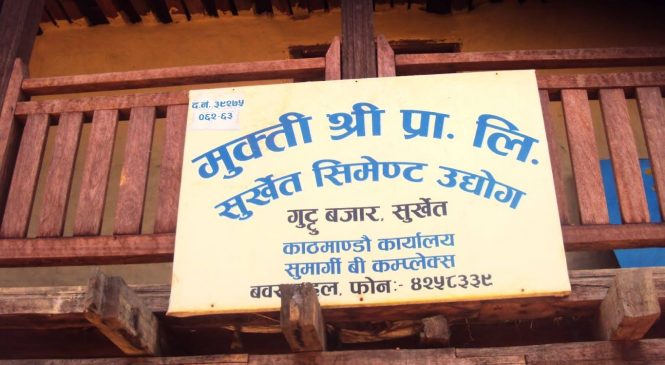 द.नं. ३९२७५
०६२-६३
मुक्ती श्री प्रा. लि.
सुर्खेत सिमेण्ट उद्योग
गुट्टु बजार, सुर्खेत
काठमाण्डौ कार्यालय
सुमार्गी बी कम्प्लेक्स
फोनः- ४२५८३३९